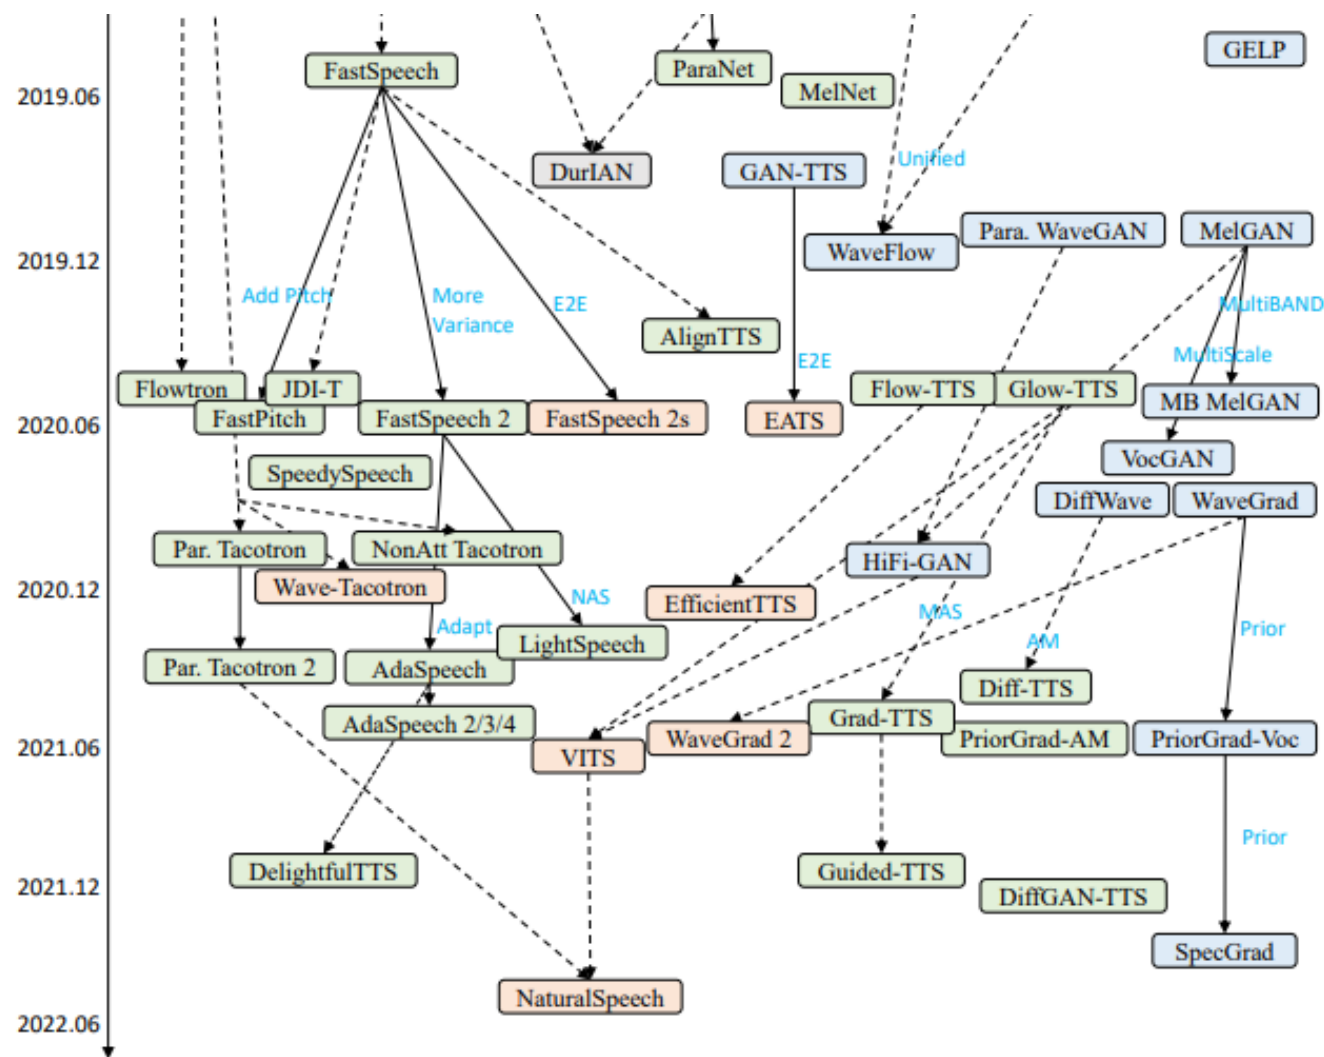 GELP
FastSpeech
ParaNet
MelNet
2019.06
Unified
DurIAN
GAN-TTS
Para. WaveGAN
MelGAN
WaveFlow
2019.12
Add Pitch
More
Variance
E2E
MultiBAND
AlignTTS
MultiScale
E2E
Flowtron
JDI-T
Flow-TTS
Glow-TTS
MB MelGAN
FastPitch
FastSpeech 2
FastSpeech 2s
EATS
2020.06
VocGAN
SpeedySpeech
DiffWave
WaveGrad
Par. Tacotron
NonAtt Tacotron
HiFi-GAN
Wave-Tacotron
2020.12
NAS
EfficientTTS
MAS
Adapt
Prior
LightSpeech
AM
Par. Tacotron 2
AdaSpeech
Diff-TTS
Grad-TTS
AdaSpeech 2/3/4
2021.06
WaveGrad 2
PriorGrad-AM
PriorGrad-Voc
VITS
Prior
DelightfulTTS
Guided-TTS
2021.12
DiffGAN-TTS
SpecGrad
NaturalSpeech
2022.06